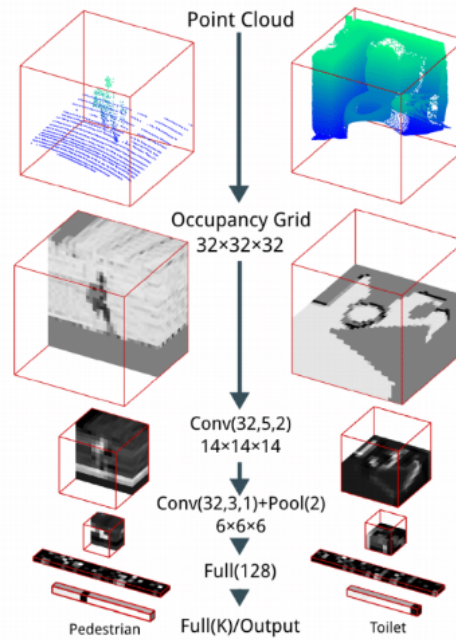 Point Cloud
Occupancy Grid
32×32×32
Conv(32,5,2)
14×14×14
Conv(32,3,1)+Pool(2)
6×6×6
Full(128)
Full(K)/Output
Pedestrian
Toilet